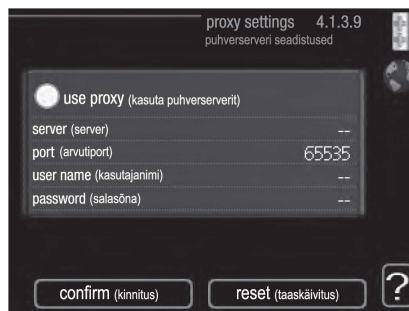 proxy settings 4.1.3.9
puhverserveri seadistused
use proxy (kasuta puhverserverit)
server (server) --
port (arvutiport) 65535
user name (kasutajanimi) --
password (salasõna) --
confirm (kinnitus) reset (taaskäivitus) ?